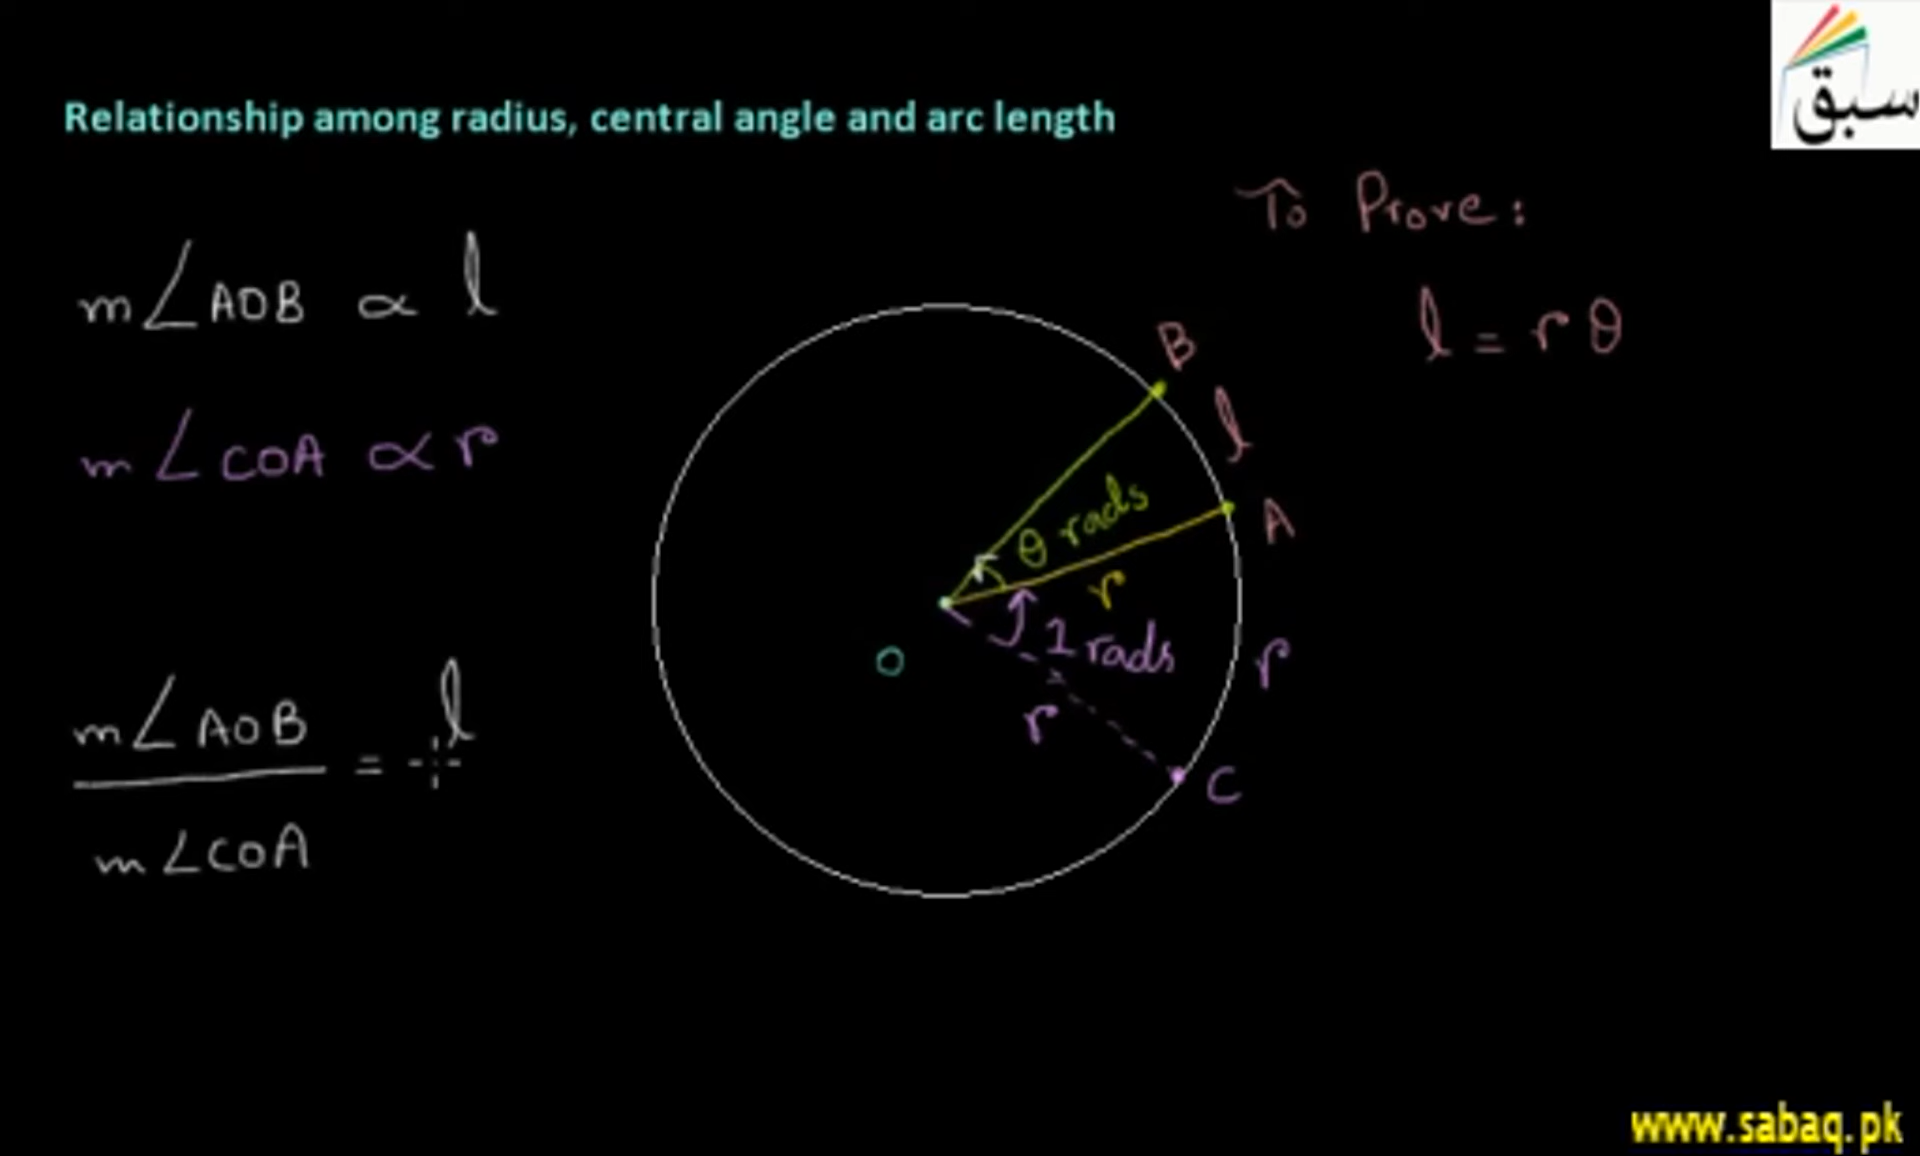 سبق
Relationship among radius, central angle and arc length
To Prove:
l = r θ
m∠AOB ∝ l
m∠COA ∝ r
m∠AOB / m∠COA = l
B
l
A
θ rads
r
1 rads
r
r
O
C
www.sabaq.pk